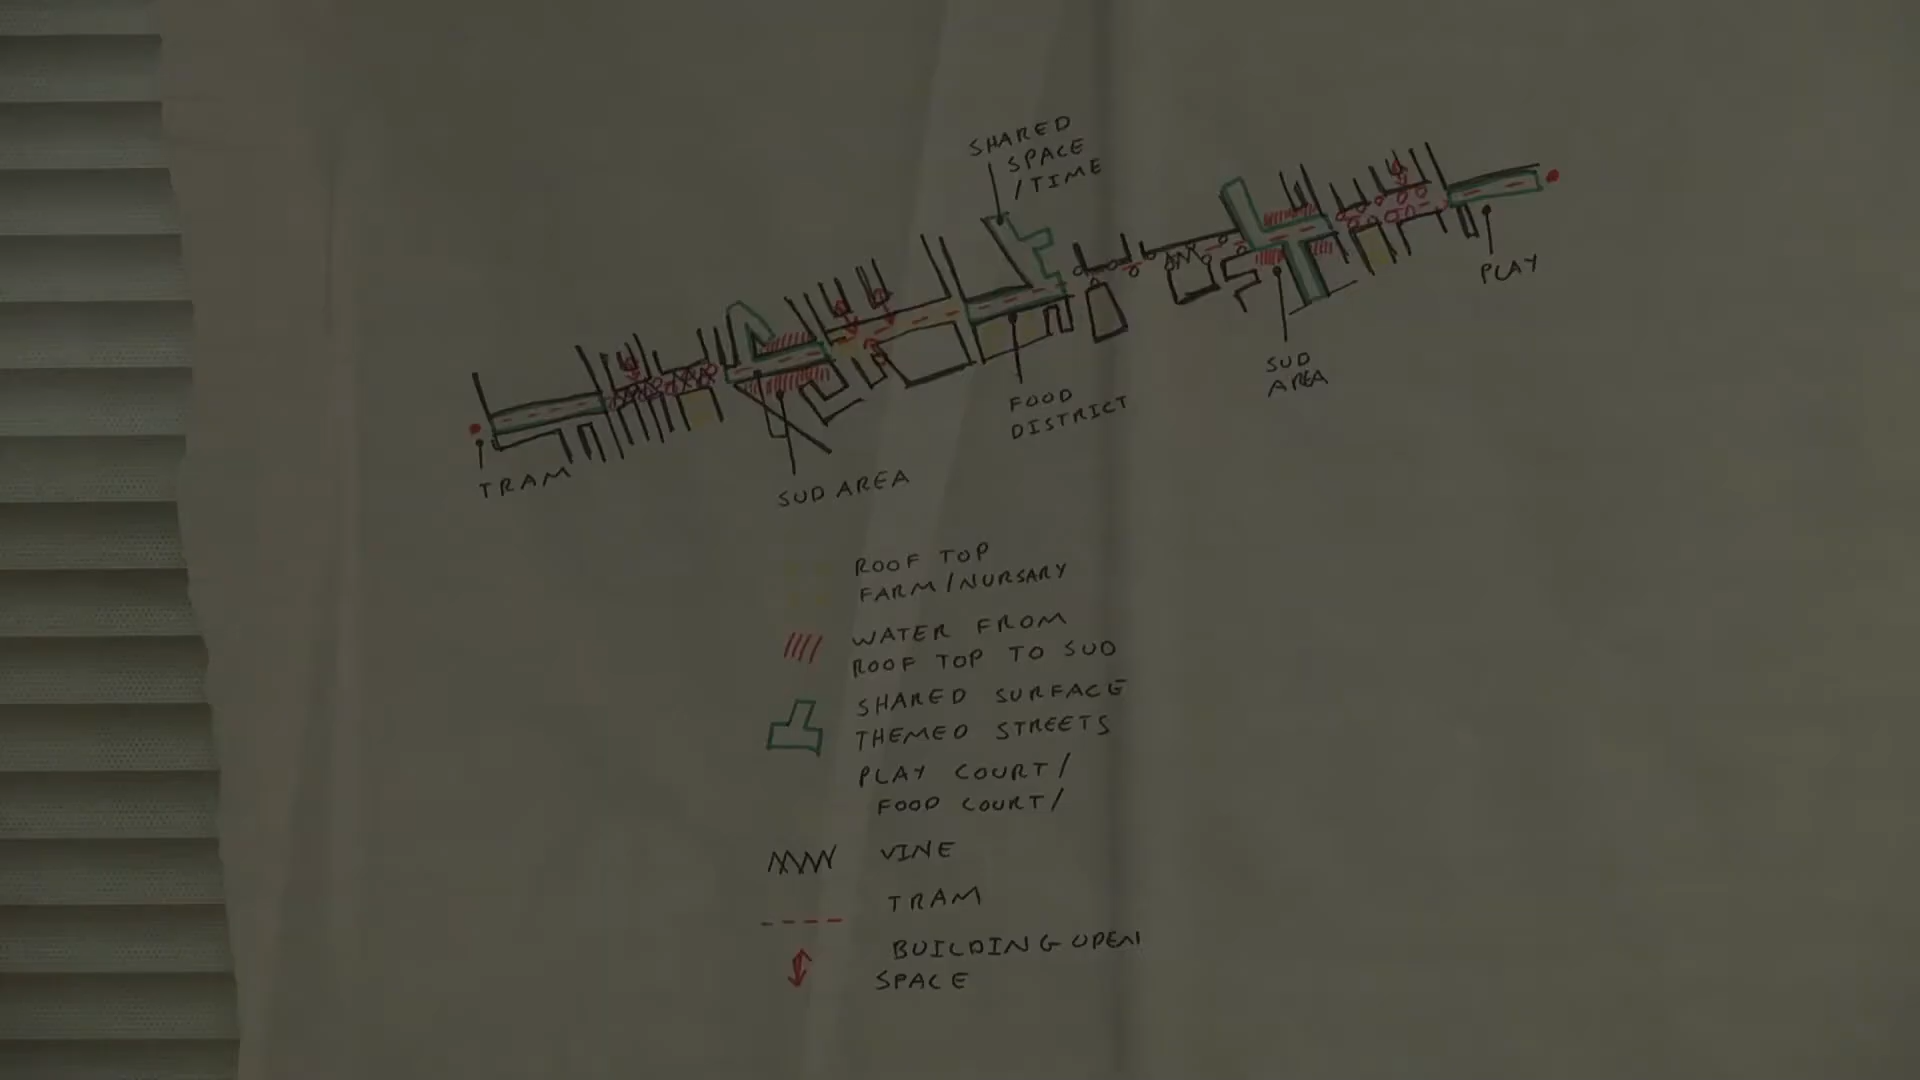 SHARED
SPACE
/TIME
PLAY
SUD
AREA
FOOD
DISTRICT
TRAM
SUD AREA
ROOF TOP
FARM/NURSARY
WATER FROM
ROOF TOP TO SUD
SHARED SURFACE
THEMED STREETS
PLAY COURT/
FOOD COURT/
VINE
TRAM
BUILDING OPEN
SPACE